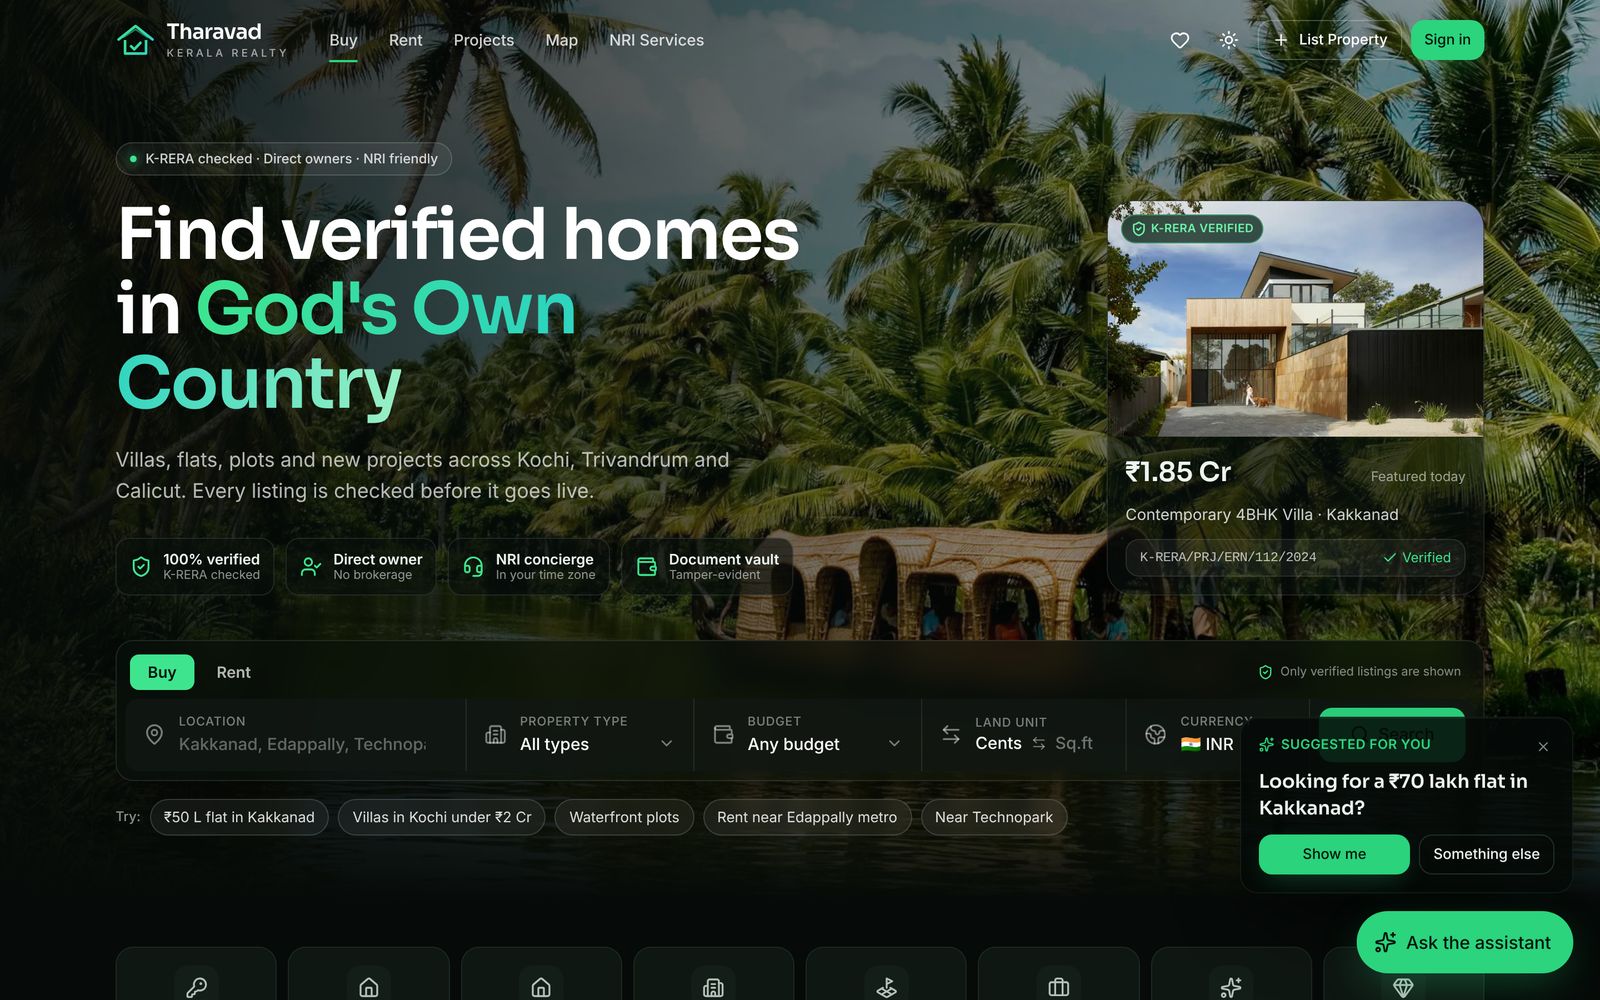 Tharavad
KERALA REALTY
Buy
Rent
Projects
Map
NRI Services
List Property
Sign in
K-RERA checked · Direct owners · NRI friendly
Find verified homes
in God's Own
Country
Villas, flats, plots and new projects across Kochi, Trivandrum and
Calicut. Every listing is checked before it goes live.
100% verified
K-RERA checked
Direct owner
No brokerage
NRI concierge
In your time zone
Document vault
Tamper-evident
K-RERA VERIFIED
₹1.85 Cr
Featured today
Contemporary 4BHK Villa · Kakkanad
K-RERA/PRJ/ERN/112/2024
Verified
Buy
Rent
Only verified listings are shown
LOCATION
Kakkanad, Edappally, Technopa
PROPERTY TYPE
All types
BUDGET
Any budget
LAND UNIT
Cents
Sq.ft
CURRENCY
INR
Search
Try:
₹50 L flat in Kakkanad
Villas in Kochi under ₹2 Cr
Waterfront plots
Rent near Edappally metro
Near Technopark
SUGGESTED FOR YOU
Looking for a ₹70 lakh flat in
Kakkanad?
Show me
Something else
Ask the assistant